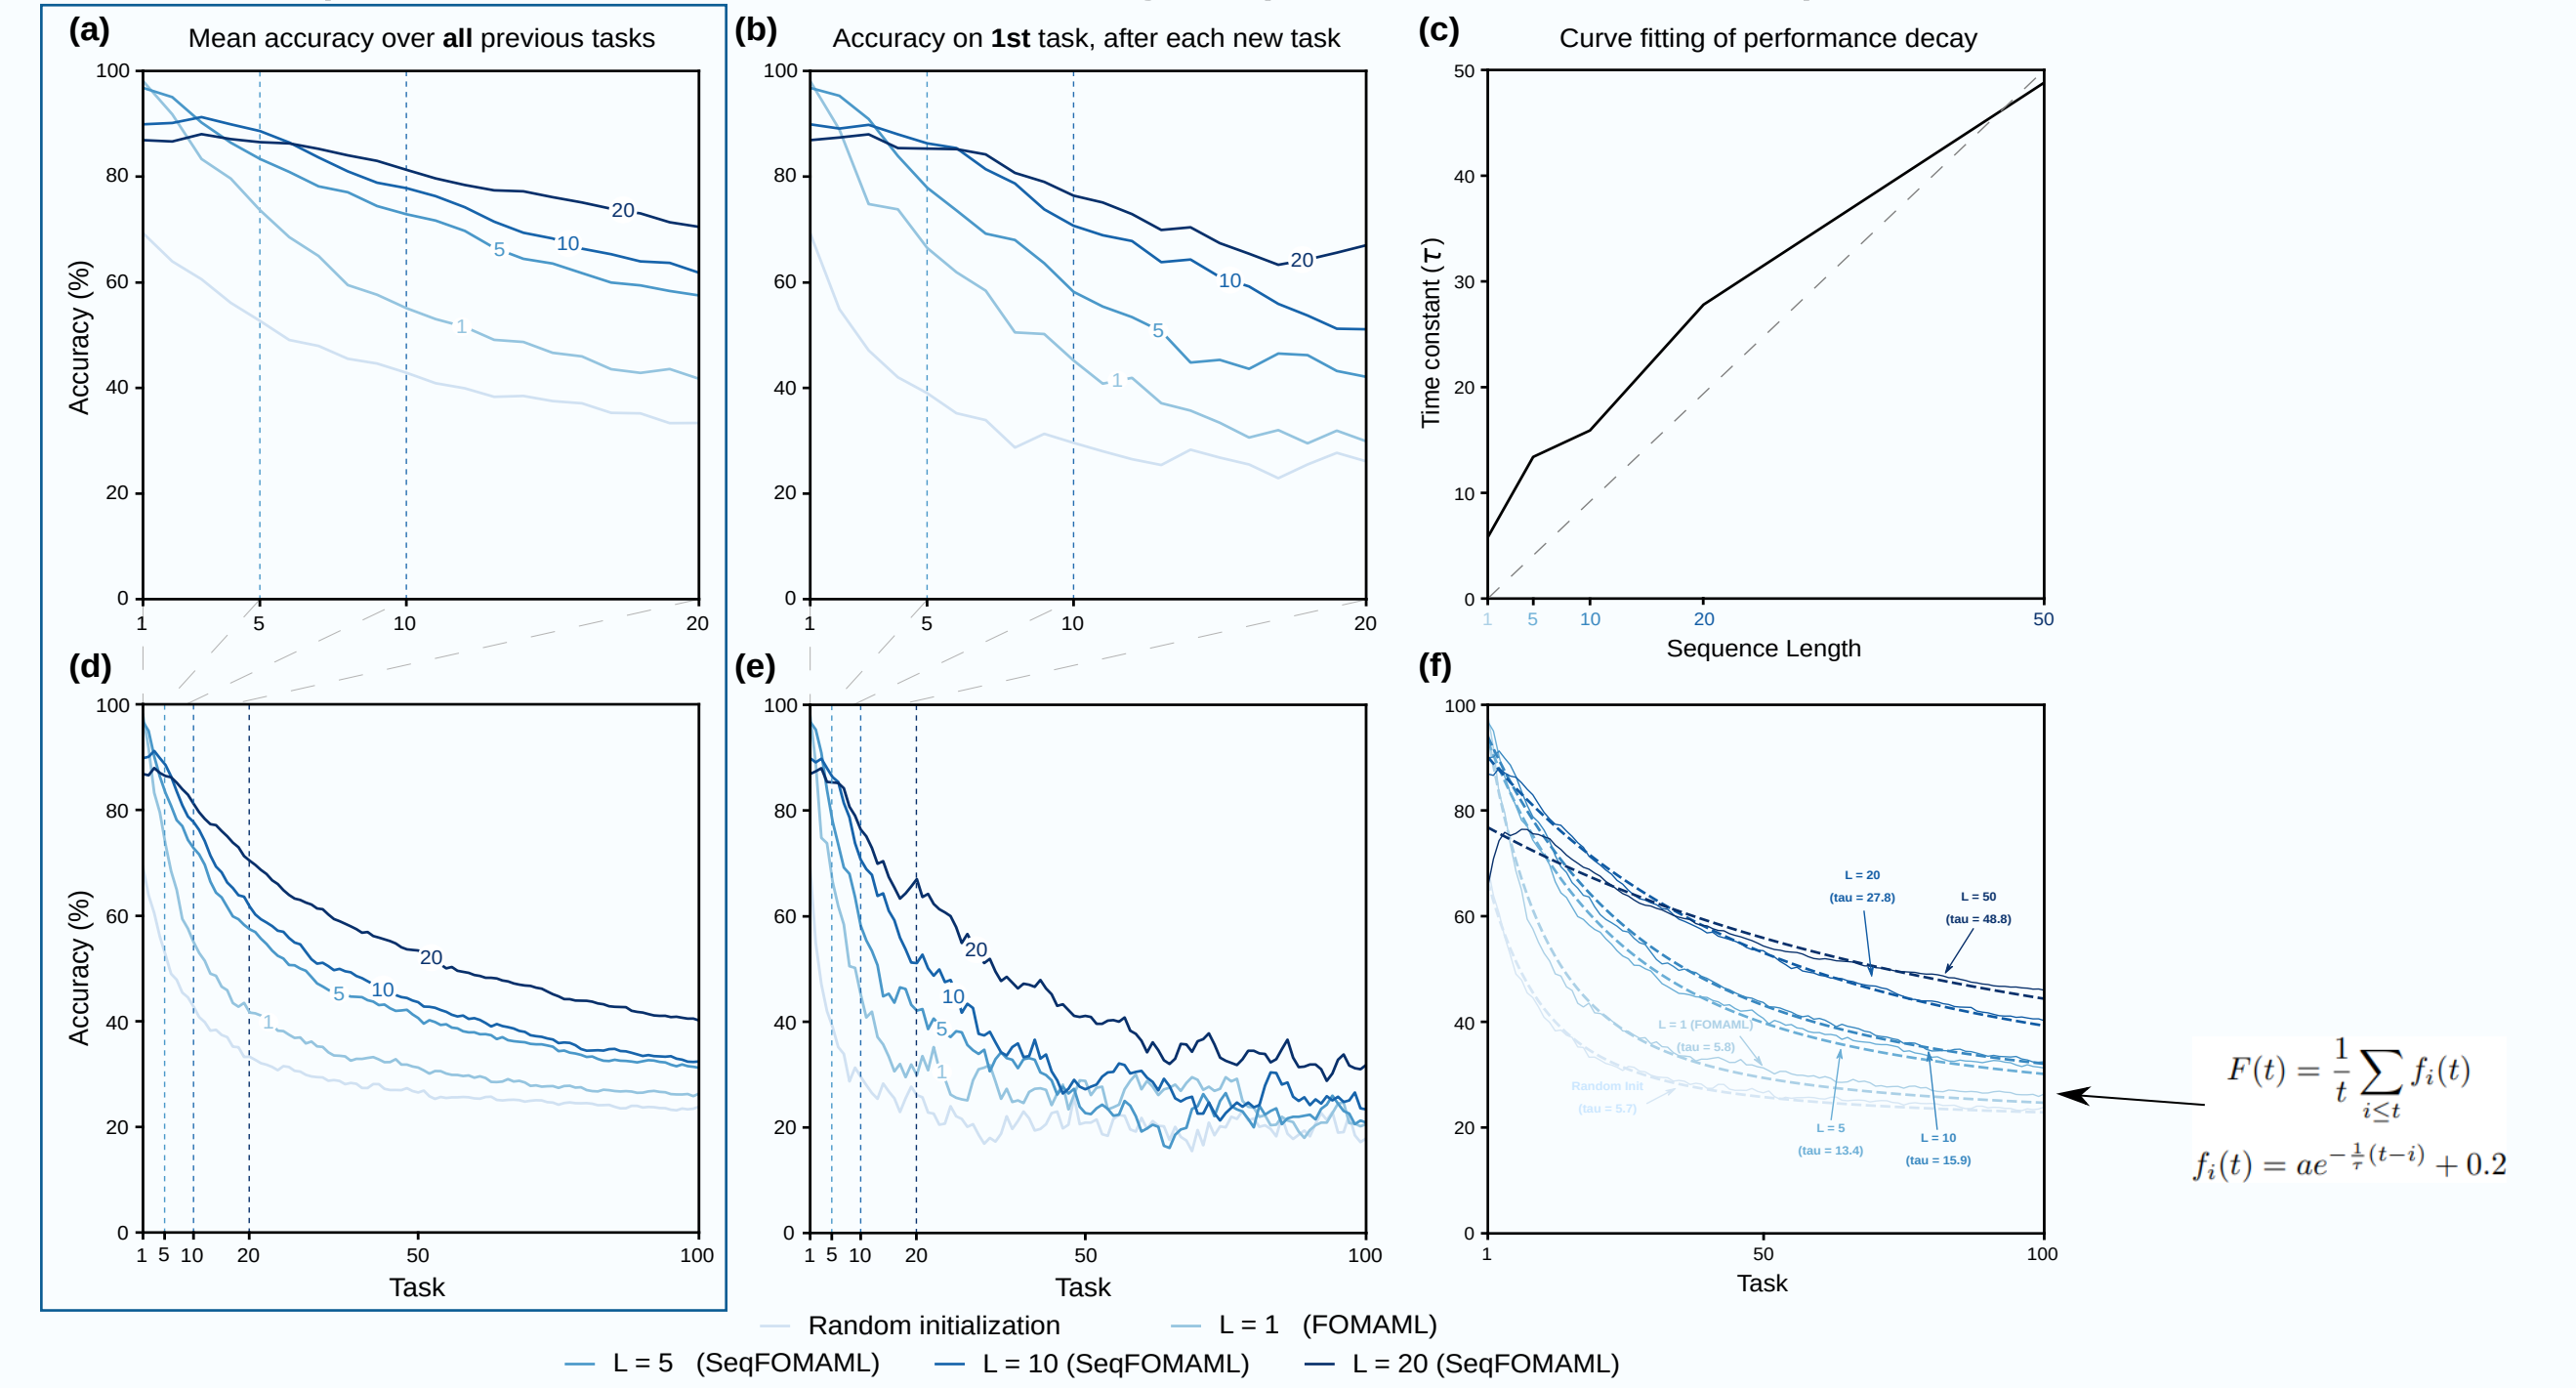 (a)
Mean accuracy over all previous tasks
100
80
60
40
20
0
Accuracy (%)
20
10
5
1
1
5
10
20
(b)
Accuracy on 1st task, after each new task
100
80
60
40
20
0
20
10
5
1
1
5
10
20
(c)
Curve fitting of performance decay
50
40
30
20
10
0
Time constant (τ)
1
5
10
20
50
Sequence Length
(d)
100
80
60
40
20
0
Accuracy (%)
20
10
5
1
1
5
10
20
50
100
Task
(e)
100
80
60
40
20
0
20
10
5
1
1
5
10
20
50
100
Task
(f)
100
80
60
40
20
0
L = 20
(tau = 27.8)
L = 50
(tau = 48.8)
L = 1 (FOMAML)
(tau = 5.8)
Random Init
(tau = 5.7)
L = 5
(tau = 13.4)
L = 10
(tau = 15.9)
1
50
100
Task
F(t) = \frac{1}{t} \sum_{i≤t} f_i(t)
f_i(t) = ae^{-\frac{1}{τ}(t-i)} + 0.2
Random initialization
L = 1 (FOMAML)
L = 5 (SeqFOMAML)
L = 10 (SeqFOMAML)
L = 20 (SeqFOMAML)